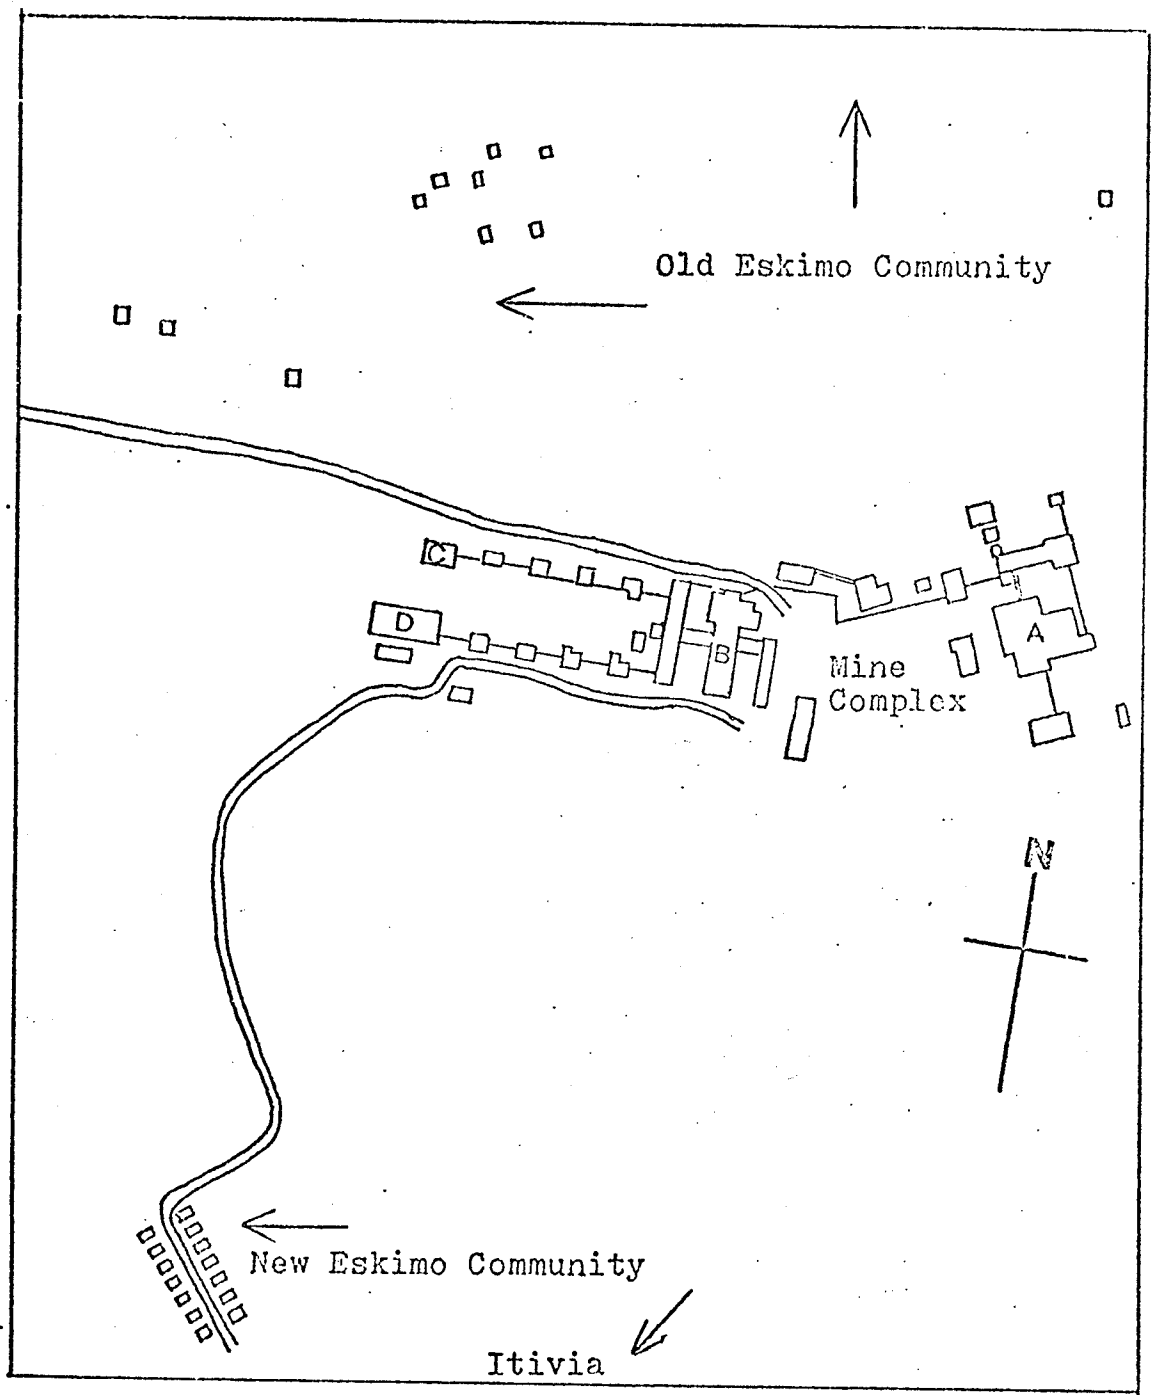 Old Eskimo Community
C
D
B
A
Mine
Complex
N
New Eskimo Community
Itivia